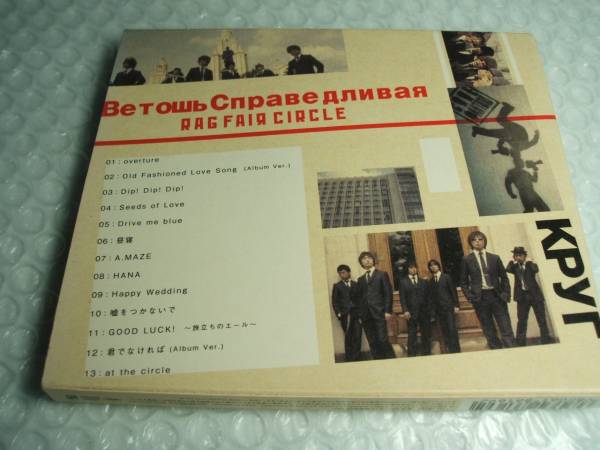 Ветошь Справедливая
RAG FAIR CIRCLE
01 : overture
02 : Old Fashioned Love Song (Album Ver.)
03 : Dip! Dip! Dip!
04 : Seeds of Love
05 : Drive me blue
06 : 昼寝
07 : A.MAZE
08 : HANA
09 : Happy Wedding
10 : 嘘をつかないで
11 : GOOD LUCK! ～旅立ちのエール～
12 : 君でなければ (Album Ver.)
13 : at the circle
КРУГ